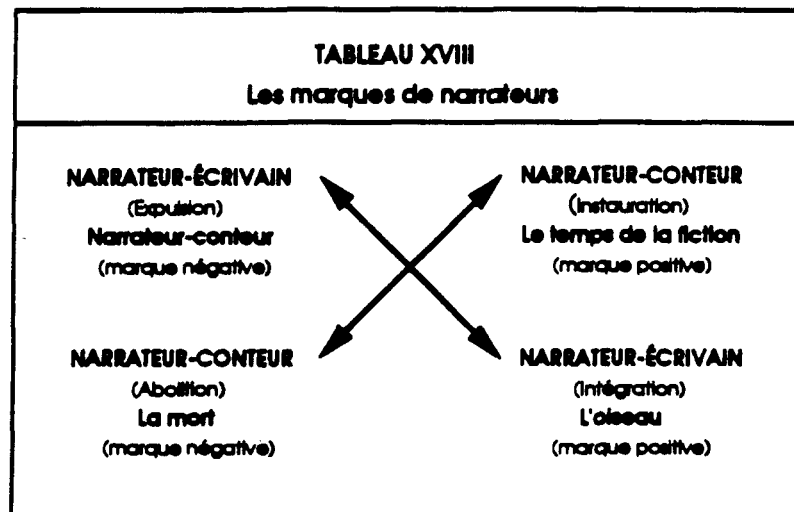 TABLEAU XVIII
Les marques de narrateurs
NARRATEUR-ÉCRIVAIN
(Expulsion)
Narrateur-conteur
(marque négative)
NARRATEUR-CONTEUR
(Instauration)
Le temps de la fiction
(marque positive)
NARRATEUR-CONTEUR
(Abolition)
La mort
(marque négative)
NARRATEUR-ÉCRIVAIN
(Intégration)
L'oiseau
(marque positive)